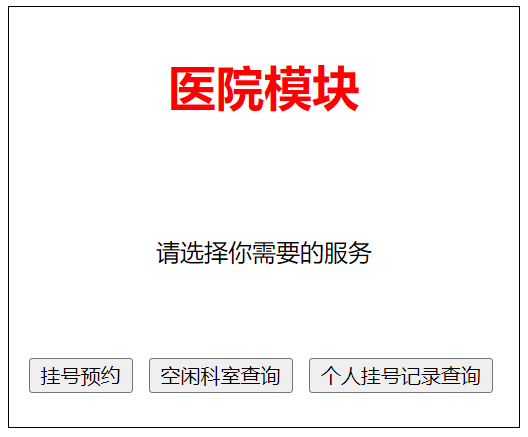 医院模块
请选择你需要的服务
挂号预约 空闲科室查询 个人挂号记录查询